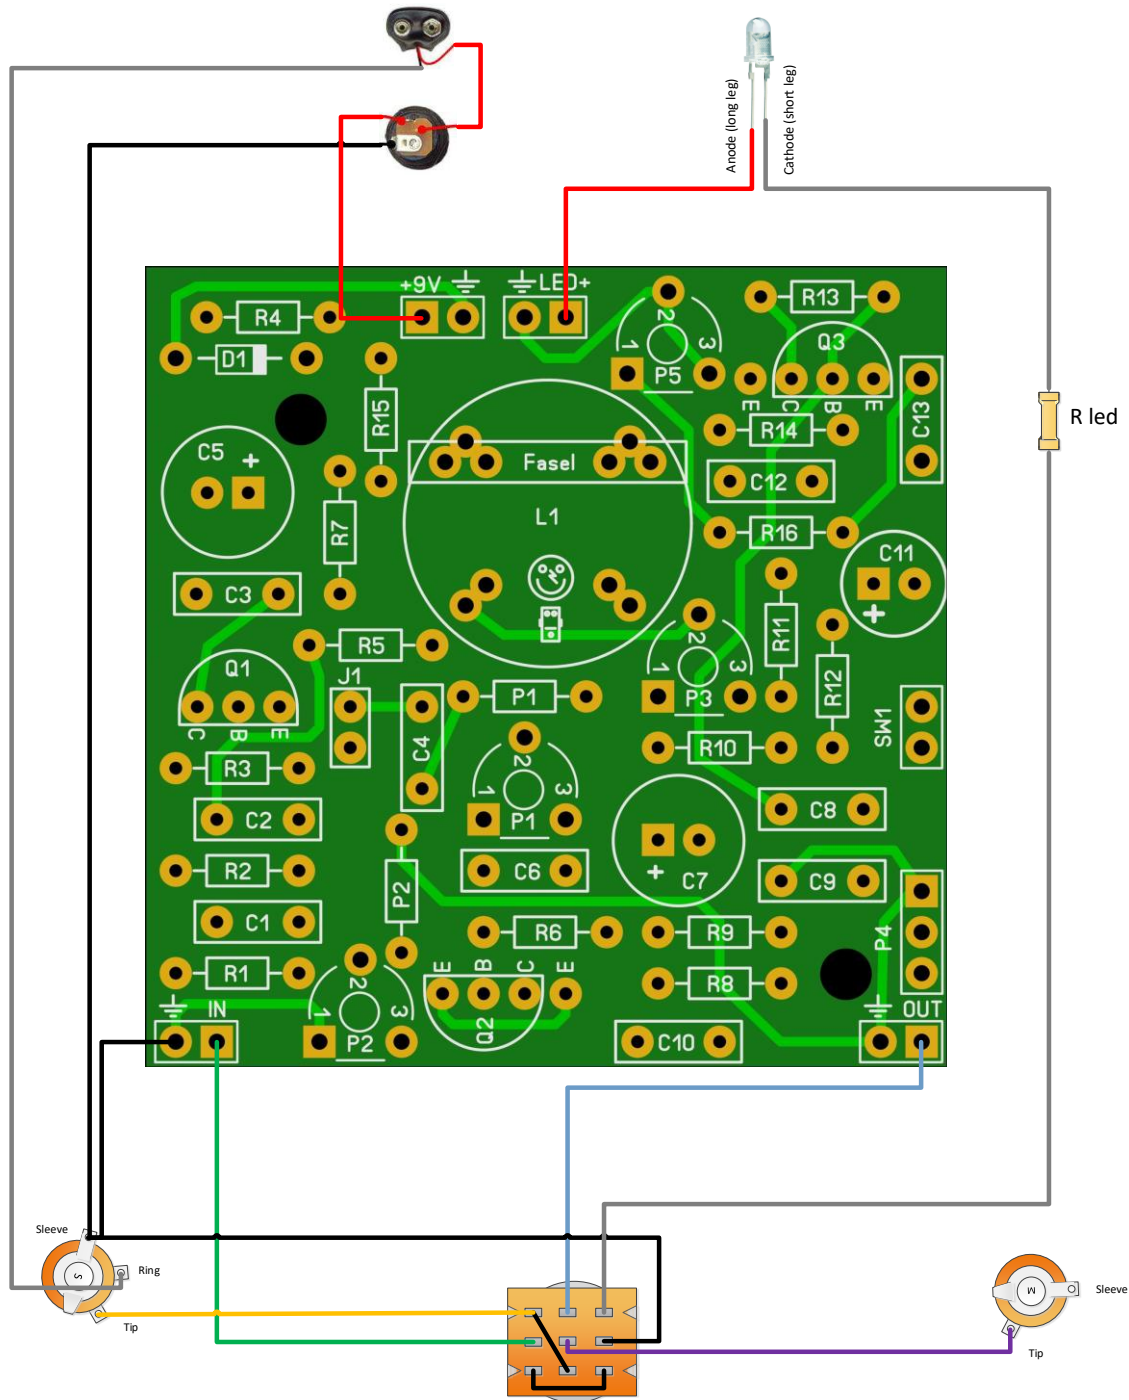 Anode (long leg)
Cathode (short leg)
+9V
LED+
R4
D1
R15
C5
+
R7
Fasel
L1
2
1
3
P5
R13
Q3
E
C
B
E
C13
R14
C12
R16
C11
+
R led
C3
R5
Q1
C
B
E
J1
C4
P1
2
1
3
P1
2
1
3
P3
R11
R12
R10
SW1
R3
C2
R2
C1
R1
IN
P2
2
1
3
P2
C6
R6
E
B
C
E
Q2
+
C7
C8
C9
R9
R8
C10
P4
OUT
Sleeve
S
Ring
Tip
M
Sleeve
Tip